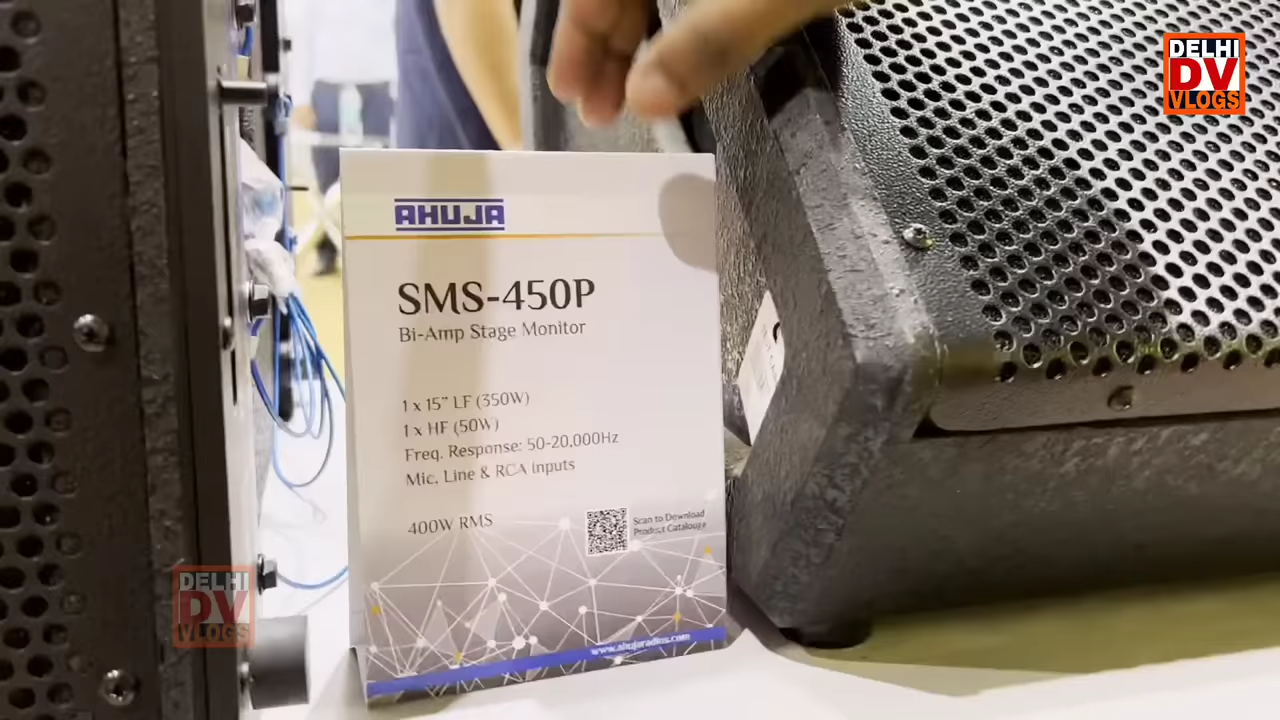 DELHI
DV
VLOGS
AHUJA
SMS-450P
Bi-Amp Stage Monitor
1 x 15” LF (350W)
1 x HF (50W)
Freq. Response: 50-20,000Hz
Mic, Line & RCA Inputs
400W RMS
Scan to Download
Product Catalouge
www.ahujaradios.com
DELHI
DV
VLOGS